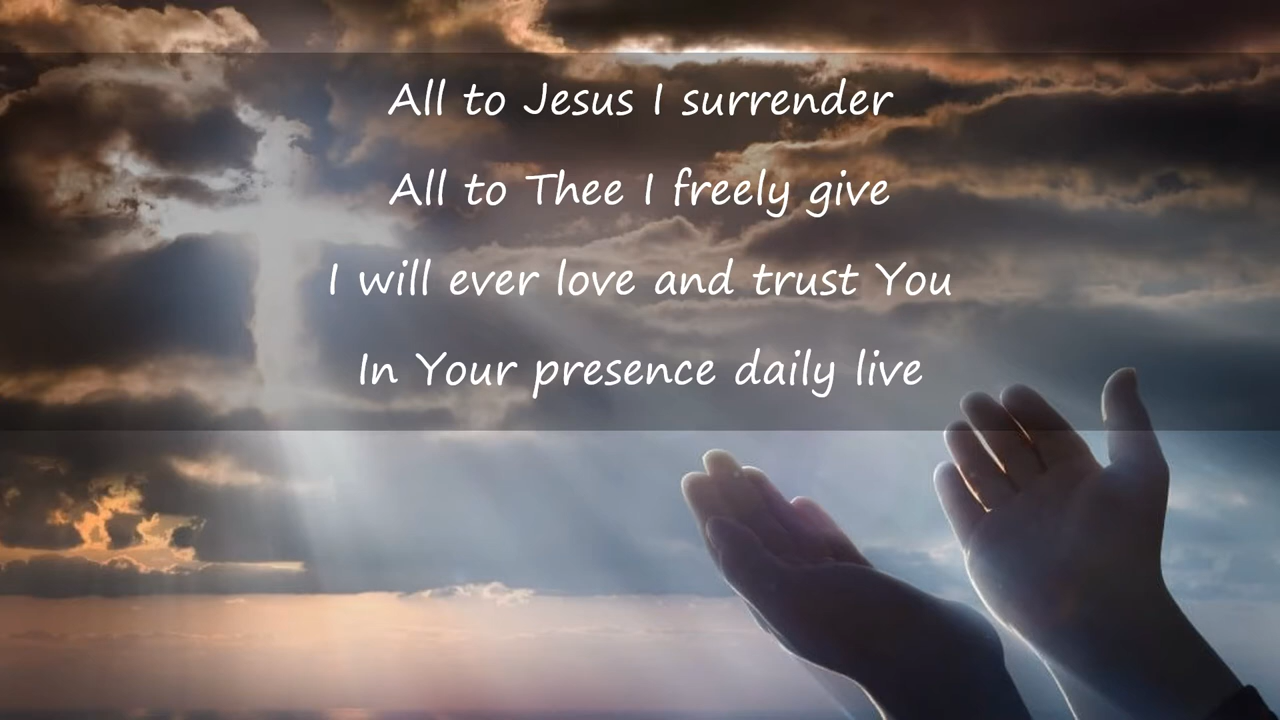 All to Jesus I surrender
All to Thee I freely give
I will ever love and trust You
In Your presence daily live